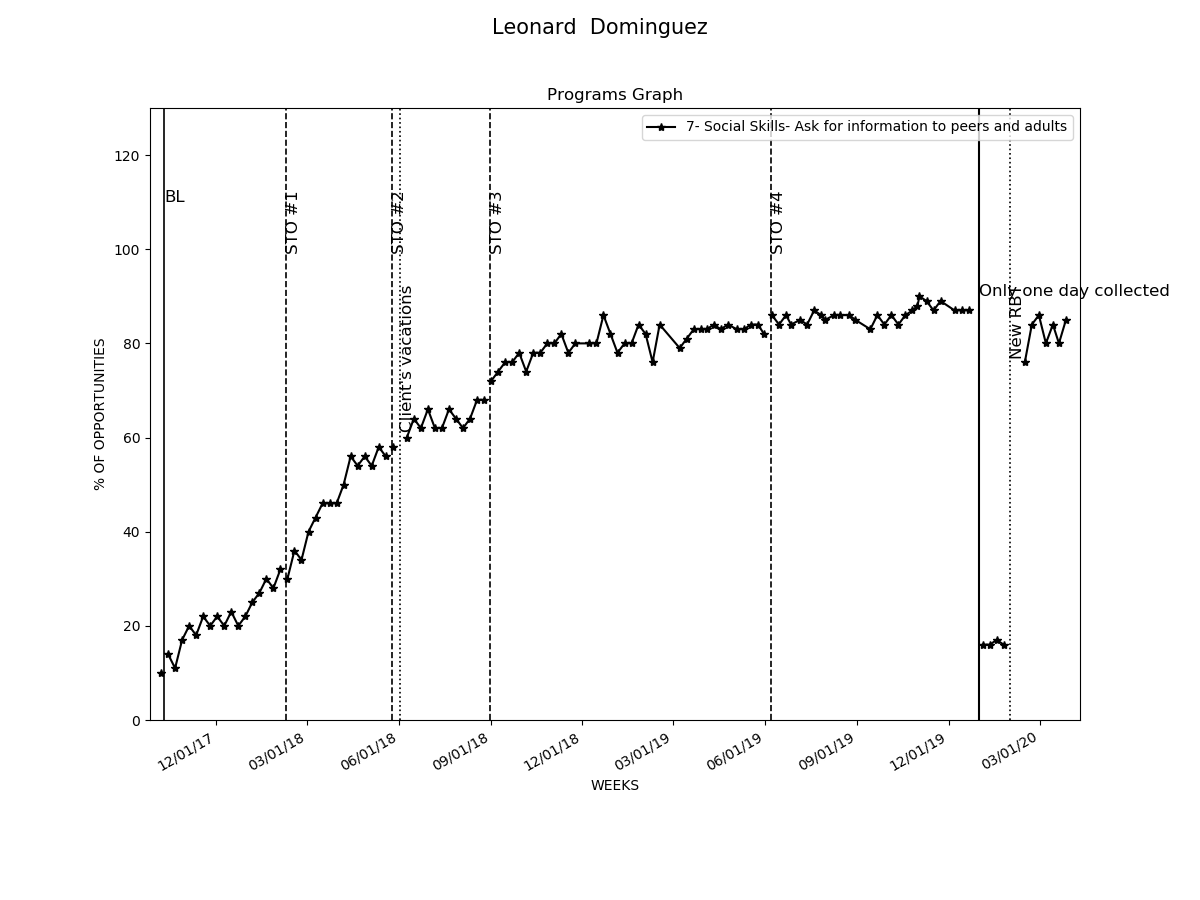 Leonard  Dominguez
Programs Graph
7- Social Skills- Ask for information to peers and adults
BL
STO #1
STO #2
Client's vacations
STO #3
STO #4
Only one day collected
New RBT
% OF OPPORTUNITIES
120
100
80
60
40
20
0
12/01/17
03/01/18
06/01/18
09/01/18
12/01/18
03/01/19
06/01/19
09/01/19
12/01/19
03/01/20
WEEKS